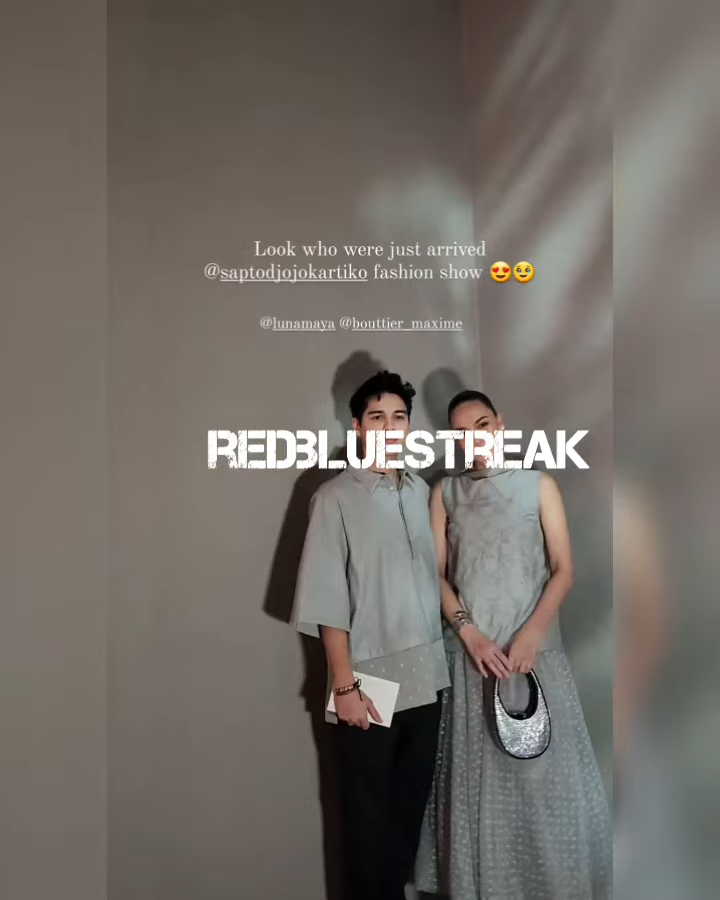 Look who were just arrived
@saptodjojokartiko fashion show 😍🥹
@lunamaya @bouttier_maxime
REDBLUESTREAK